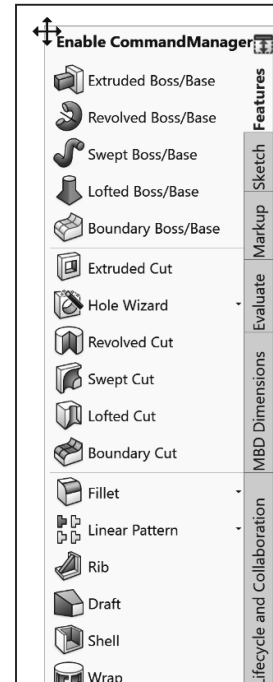 Enable CommandManager
Extruded Boss/Base
Revolved Boss/Base
Swept Boss/Base
Lofted Boss/Base
Boundary Boss/Base
Extruded Cut
Hole Wizard
Revolved Cut
Swept Cut
Lofted Cut
Boundary Cut
Fillet
Linear Pattern
Rib
Draft
Shell
Wrap
Features
Sketch
Markup
Evaluate
MBD Dimensions
ifecycle and Collaboration